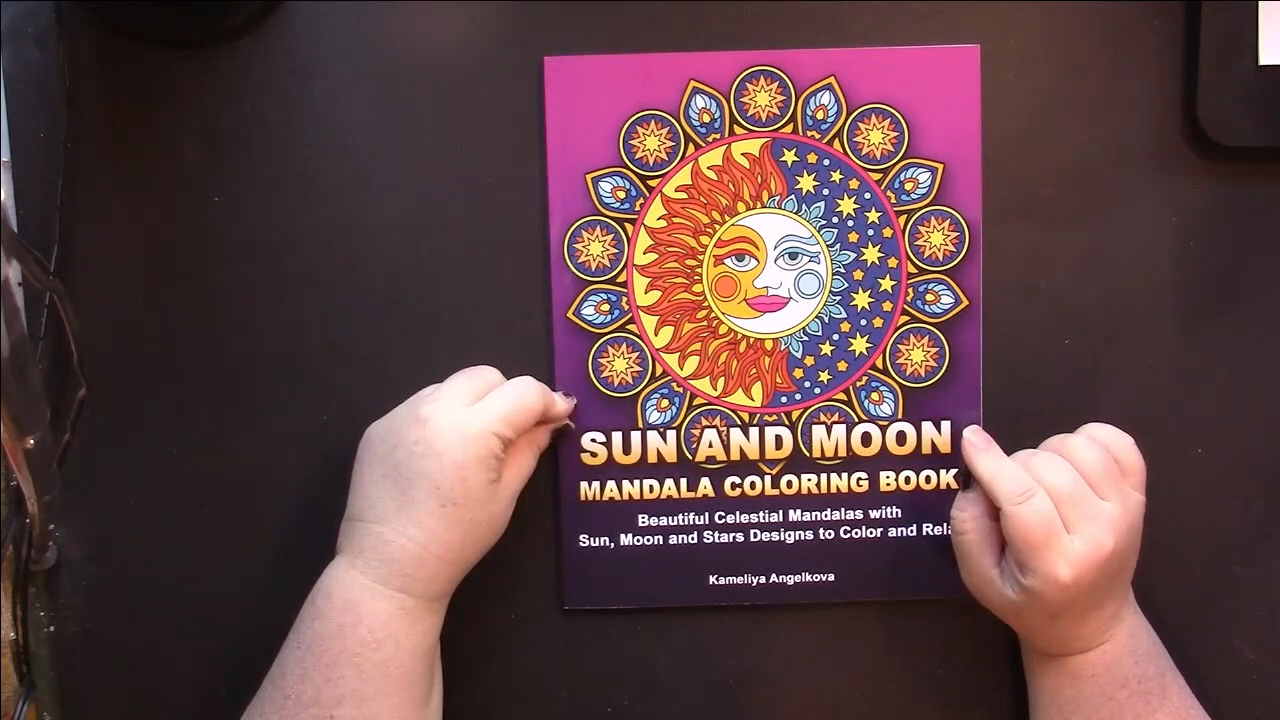 SUN AND MOON
MANDALA COLORING BOOK
Beautiful Celestial Mandalas with
Sun, Moon and Stars Designs to Color and
Kameliya Angelkova